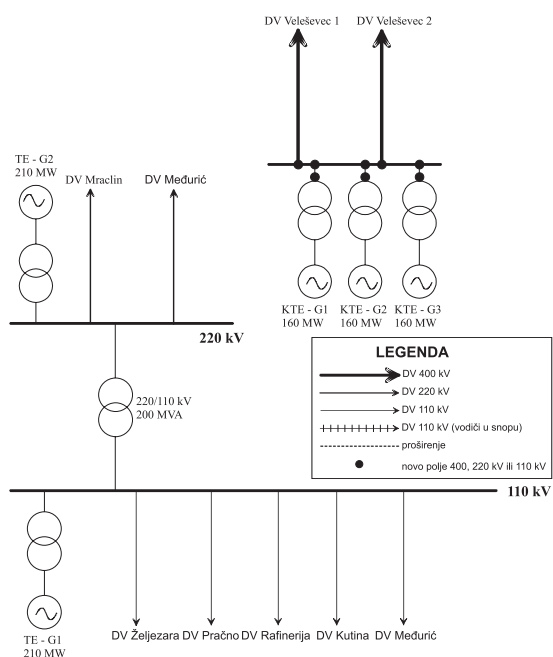 DV Veleševec 1
DV Veleševec 2
TE - G2
210 MW
DV Mraclin
DV Međurić
KTE - G1
160 MW
KTE - G2
160 MW
KTE - G3
160 MW
220 kV
LEGENDA
DV 400 kV
DV 220 kV
DV 110 kV
DV 110 kV (vodiči u snopu)
proširenje
novo polje 400, 220 kV ili 110 kV
220/110 kV
200 MVA
110 kV
TE - G1
210 MW
DV Željezara
DV Pračno
DV Rafinerija
DV Kutina
DV Međurić